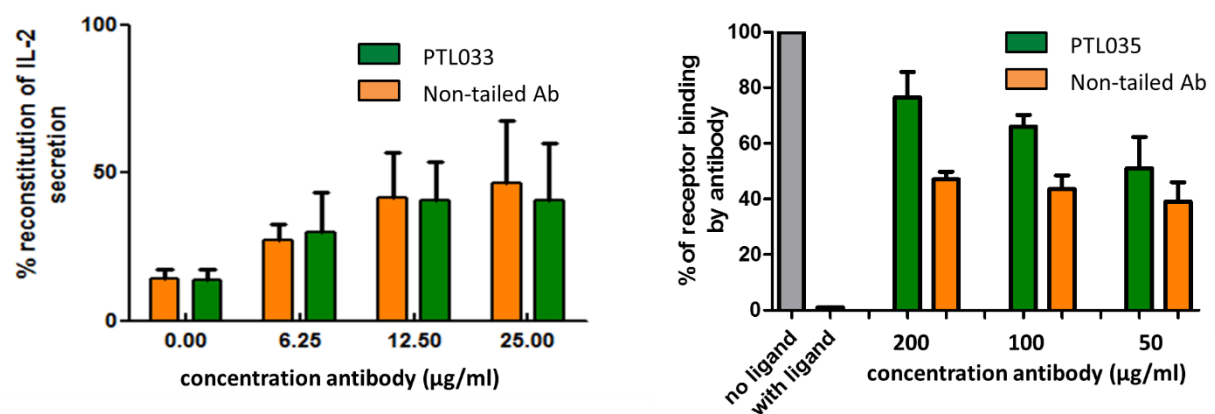 % reconstitution of IL-2
secretion
100
50
0
PTL033
Non-tailed Ab
0.00 6.25 12.50 25.00
concentration antibody (µg/ml)
% of receptor binding
by antibody
100
80
60
40
20
0
PTL035
Non-tailed Ab
no ligand
with ligand
200 100 50
concentration antibody (µg/ml)